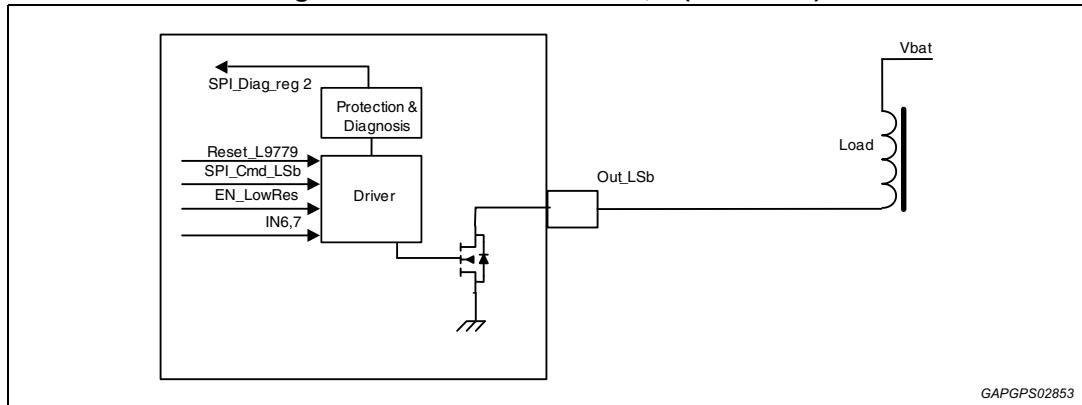 Vbat
SPI_Diag_reg 2
Protection &
Diagnosis
Load
Reset_L9779
SPI_Cmd_LSb
EN_LowRes
IN6,7
Driver
Out_LSb
GAPGPS02853